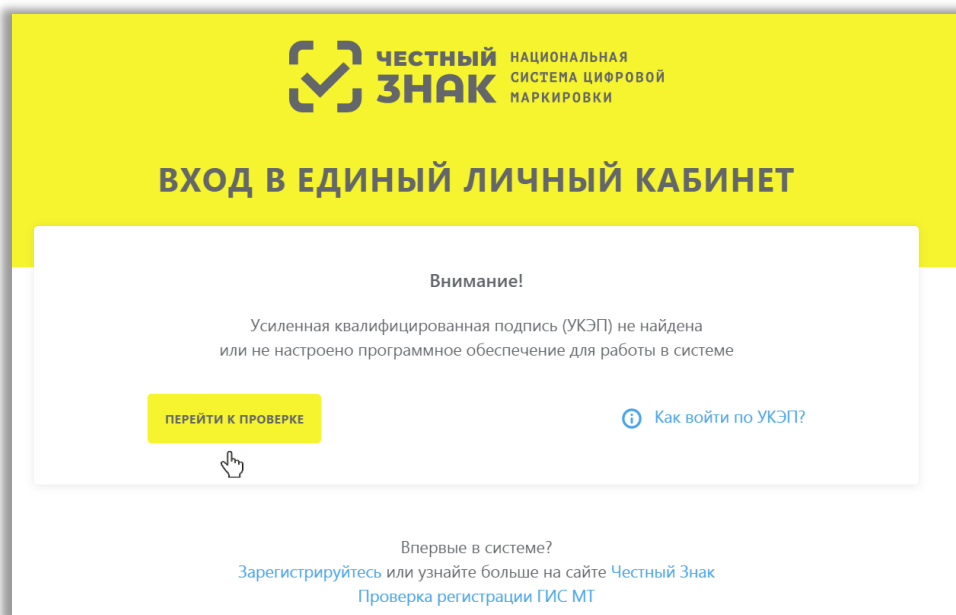 ЧЕСТНЫЙ
ЗНАК
НАЦИОНАЛЬНАЯ
СИСТЕМА ЦИФРОВОЙ
МАРКИРОВКИ
ВХОД В ЕДИНЫЙ ЛИЧНЫЙ КАБИНЕТ
Внимание!
Усиленная квалифицированная подпись (УКЭП) не найдена
или не настроено программное обеспечение для работы в системе
ПЕРЕЙТИ К ПРОВЕРКЕ
Как войти по УКЭП?
Впервые в системе?
Зарегистрируйтесь или узнайте больше на сайте Честный Знак
Проверка регистрации ГИС МТ